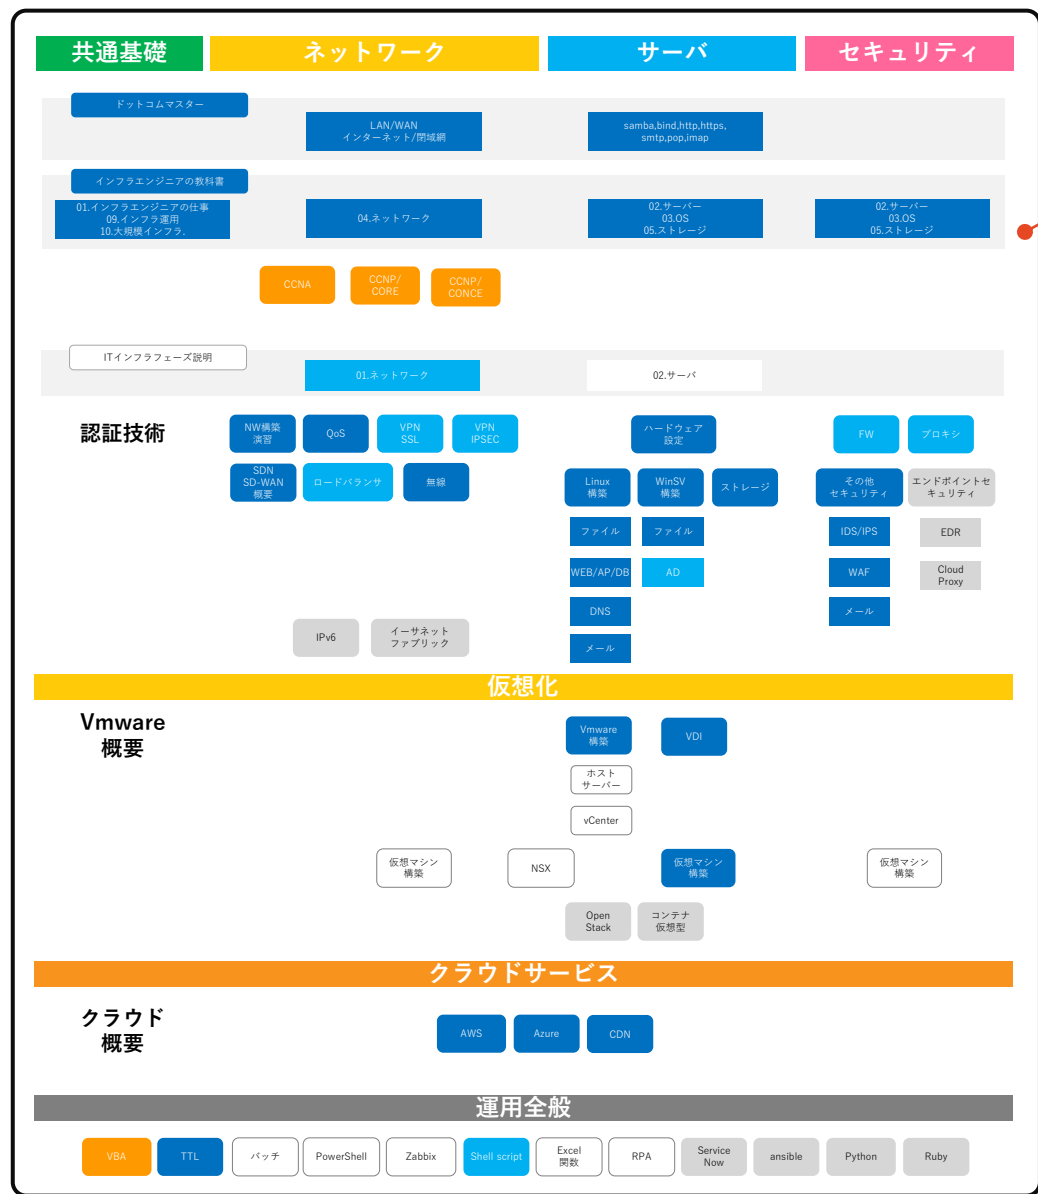 共通基礎
ネットワーク
サーバ
セキュリティ
ドットコムマスター
LAN/WAN
インターネット/閉域網
samba,bind,http,https,
smtp,pop,imap
インフラエンジニアの教科書
01.インフラエンジニアの仕事
09.インフラ運用
10.大規模インフラ.
04.ネットワーク
02.サーバー
03.OS
05.ストレージ
02.サーバー
03.OS
05.ストレージ
CCNA
CCNP/
CORE
CCNP/
CONCE
ITインフラフェーズ説明
01.ネットワーク
02.サーバ
認証技術
NW構築
演習
QoS
VPN
SSL
VPN
IPSEC
ハードウェア
設定
FW
プロキシ
SDN
SD-WAN
概要
ロードバランサ
無線
Linux
構築
WinSV
構築
ストレージ
その他
セキュリティ
エンドポイントセ
キュリティ
ファイル
ファイル
IDS/IPS
EDR
WEB/AP/DB
AD
WAF
Cloud
Proxy
DNS
メール
メール
IPv6
イーサネット
ファブリック
仮想化
Vmware
概要
Vmware
構築
VDI
ホスト
サーバー
vCenter
仮想マシン
構築
NSX
仮想マシン
構築
仮想マシン
構築
Open
Stack
コンテナ
仮想型
クラウドサービス
クラウド
概要
AWS
Azure
CDN
運用全般
VBA
TTL
バッチ
PowerShell
Zabbix
Shell script
Excel
関数
RPA
Service
Now
ansible
Python
Ruby